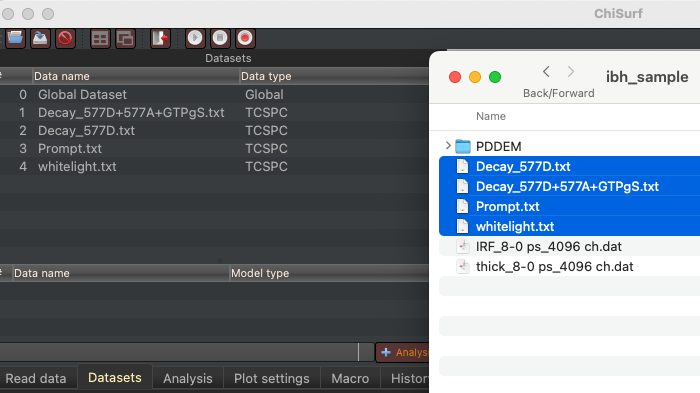 ChiSurf
Datasets
# Data name Data type
0 Global Dataset Global
1 Decay_577D+577A+GTPgS.txt TCSPC
2 Decay_577D.txt TCSPC
3 Prompt.txt TCSPC
4 whitelight.txt TCSPC
# Data name Model type
Analys
Read data Datasets Analysis Plot settings Macro Histor
ibh_sample
Back/Forward
Name
PDDEM
Decay_577D.txt
Decay_577D+577A+GTPgS.txt
Prompt.txt
whitelight.txt
IRF_8-0 ps_4096 ch.dat
thick_8-0 ps_4096 ch.dat